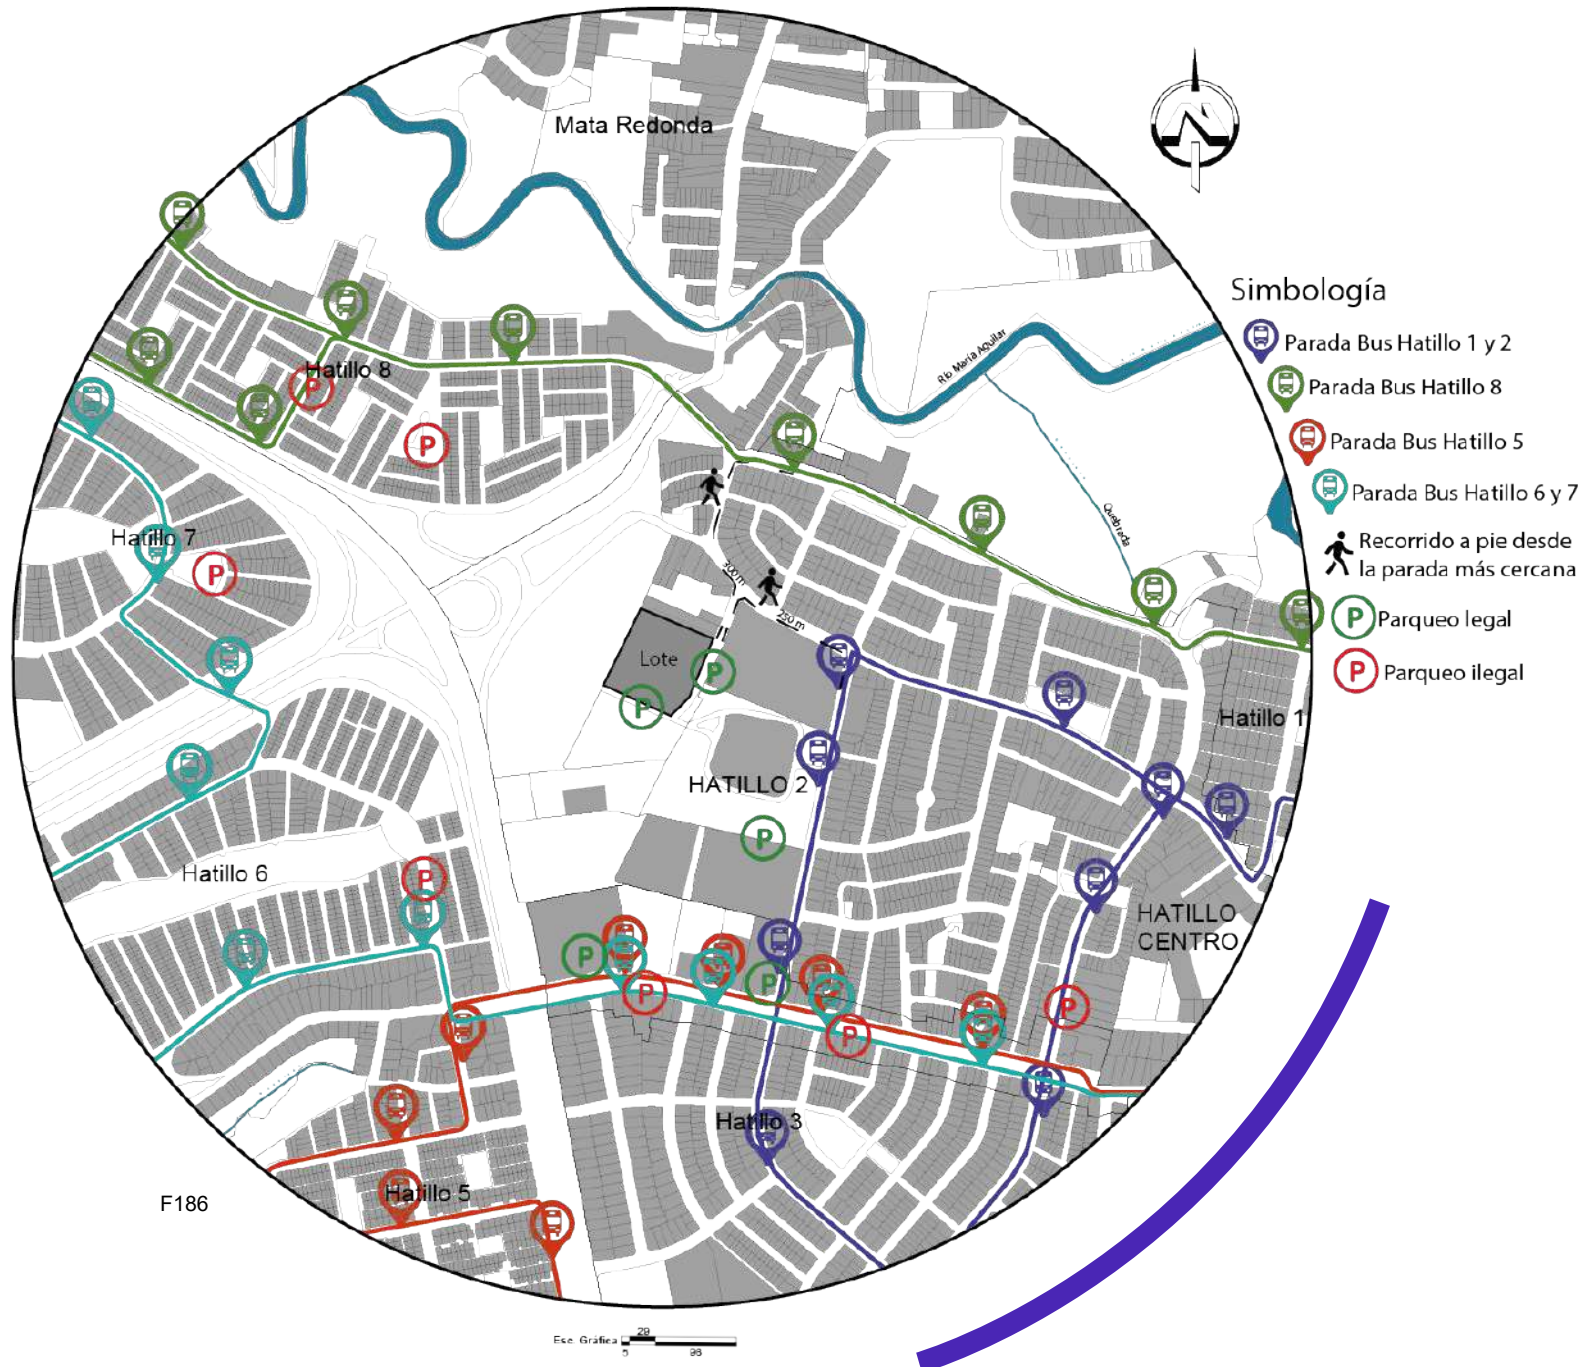 Mata Redonda
Simbología
Parada Bus Hatillo 1 y 2
Parada Bus Hatillo 8
Parada Bus Hatillo 5
Parada Bus Hatillo 6 y 7
Recorrido a pie desde
la parada más cercana
Parqueo legal
Parqueo ilegal
Río María Aguilar
Quebrada
Hatillo 8
P
P
Hatillo 7
P
300 m
250 m
Lote
P
P
Hatillo 1
HATILLO 2
P
Hatillo 6
P
HATILLO
CENTRO
P
P
P
P
P
Hatillo 3
Hatillo 5
F186
P
P
N
Esc. Gráfica